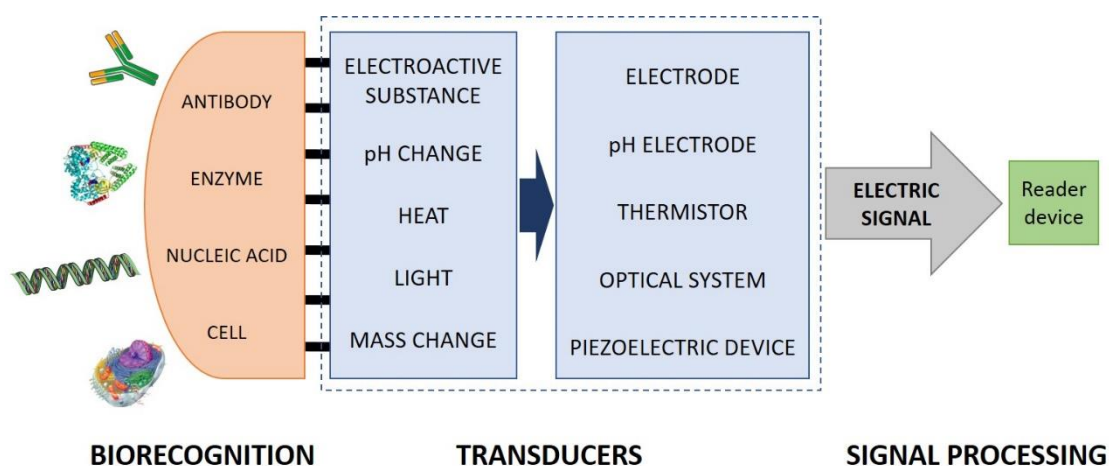 ANTIBODY
ENZYME
NUCLEIC ACID
CELL
ELECTROACTIVE
SUBSTANCE
pH CHANGE
HEAT
LIGHT
MASS CHANGE
ELECTRODE
pH ELECTRODE
THERMISTOR
OPTICAL SYSTEM
PIEZOELECTRIC DEVICE
ELECTRIC
SIGNAL
Reader
device
BIORECOGNITION
TRANSDUCERS
SIGNAL PROCESSING